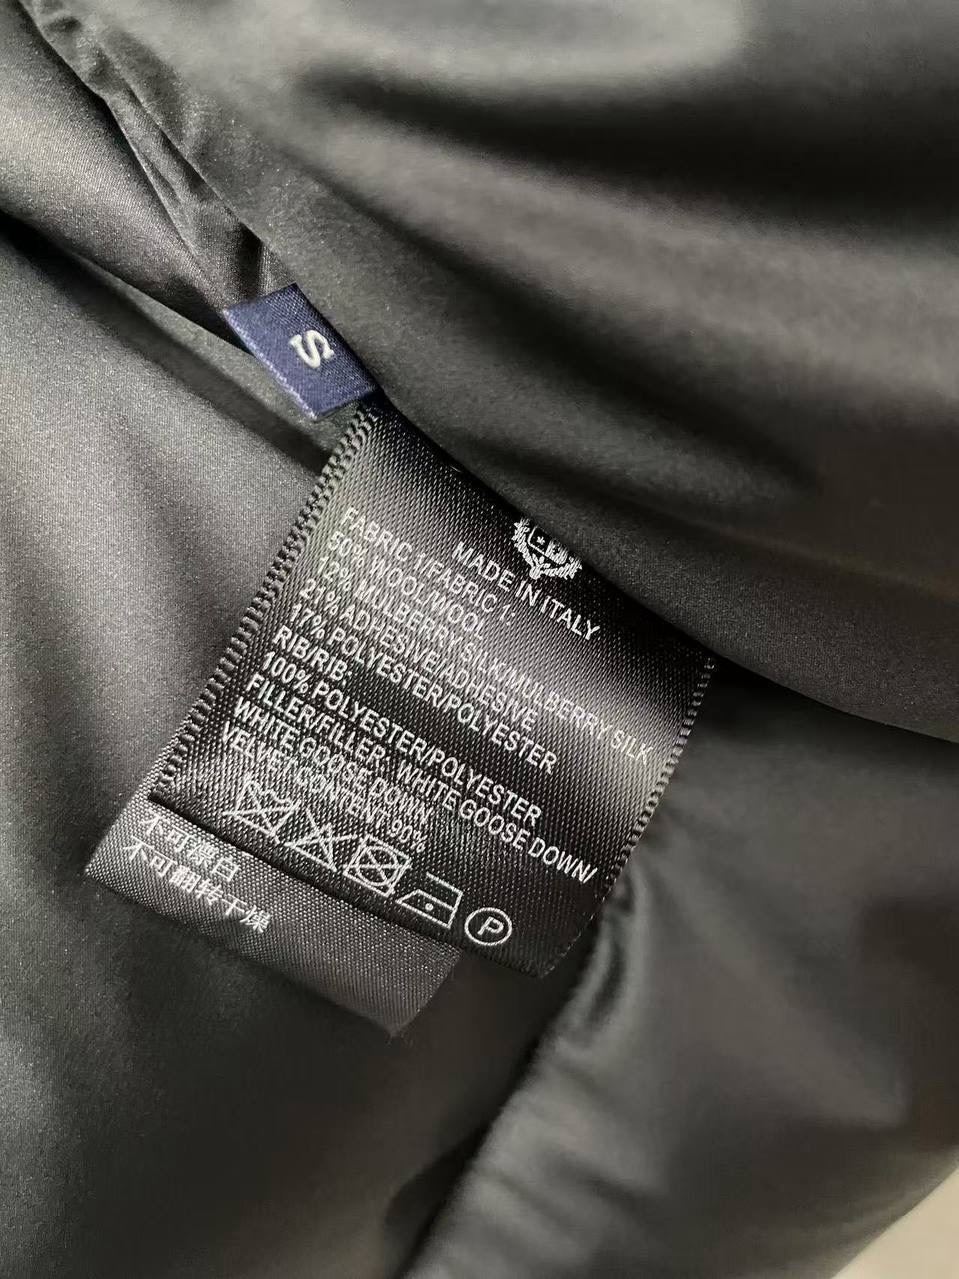 S
MADE IN ITALY
FABRIC 1/FABRIC 1
50% WOOL/WOOL
12% MULBERRY SILK/MULBERRY SILK
21% ADHESIVE/ADHESIVE
17% POLYESTER/POLYESTER
RIB/RIB.
100% POLYESTER/POLYESTER
FILLER/FILLER: WHITE GOOSE DOWN/
WHITE GOOSE DOWN
VELVET CONTENT 90%
P
不可漂白
不可翻转干燥